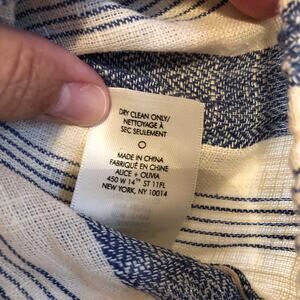 DRY CLEAN ONLY/
NETTOYAGE À
SEC SEULEMENT
MADE IN CHINA
FABRIQUÉ EN CHINE
ALICE + OLIVIA
450 W 14TH ST 11FL
NEW YORK, NY 10014